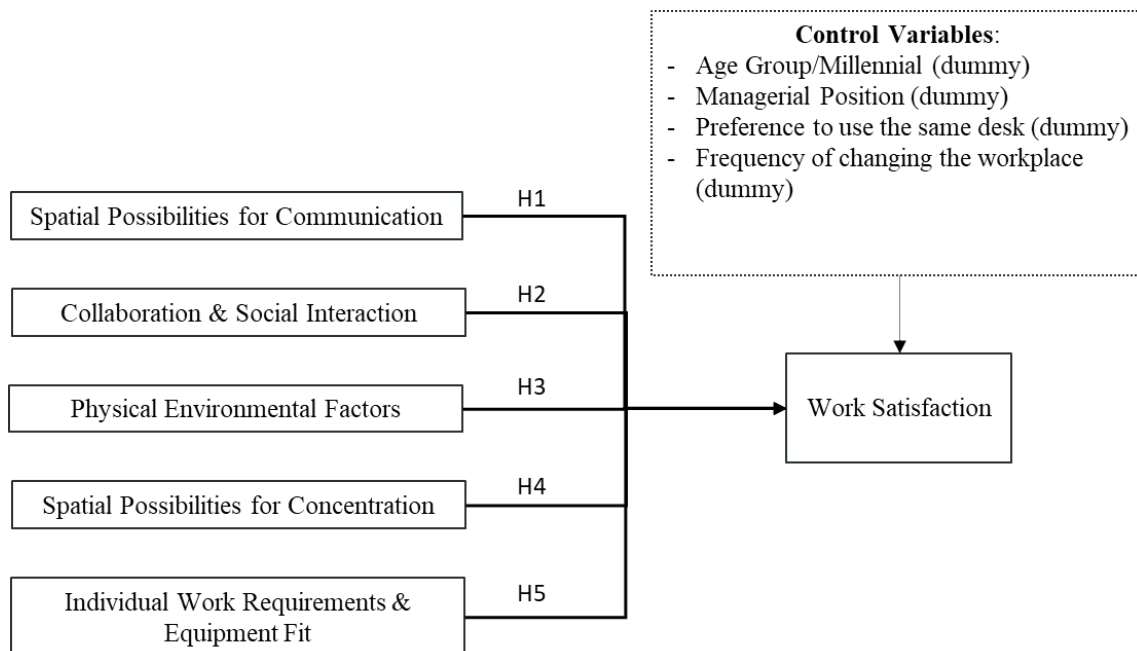 Control Variables:
- Age Group/Millennial (dummy)
- Managerial Position (dummy)
- Preference to use the same desk (dummy)
- Frequency of changing the workplace
(dummy)
H1
Spatial Possibilities for Communication
H2
Collaboration & Social Interaction
H3
Physical Environmental Factors
Work Satisfaction
H4
Spatial Possibilities for Concentration
H5
Individual Work Requirements &
Equipment Fit